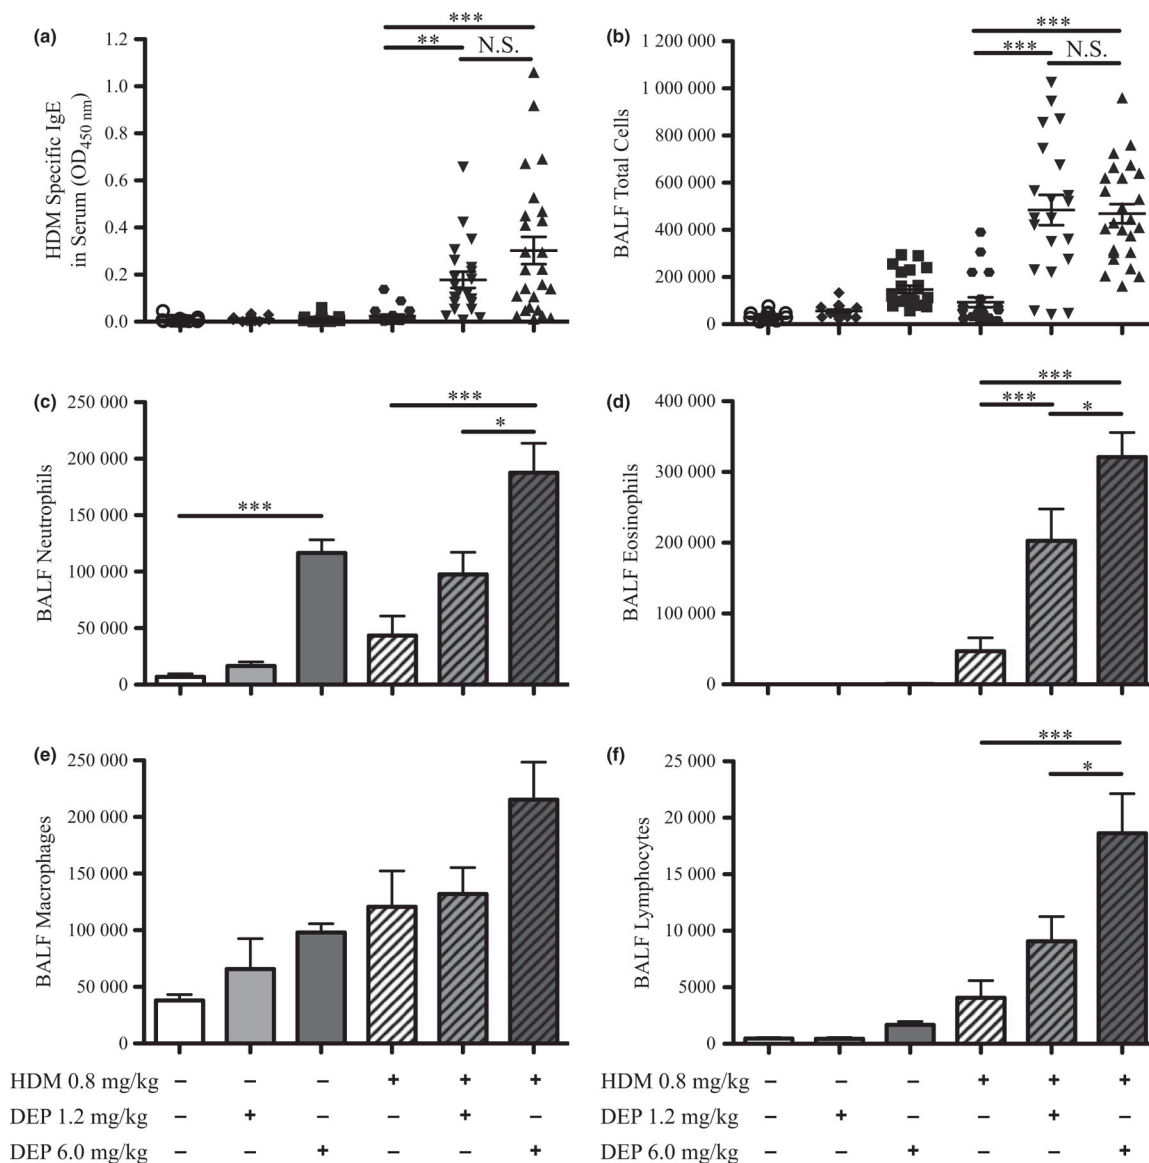 (a)
*** 
** N.S.
HDM Specific IgE
in Serum (OD450 nm)
1.2
1.0
0.8
0.6
0.4
0.2
0.0
(b)
***
*** N.S.
BALF Total Cells
1 200 000
1 000 000
800 000
600 000
400 000
200 000
0
(c)
***
*
***
BALF Neutrophils
250 000
200 000
150 000
100 000
50 000
0
(d)
***
*** *
BALF Eosinophils
400 000
300 000
200 000
100 000
0
(e)
BALF Macrophages
250 000
200 000
150 000
100 000
50 000
0
(f)
***
*
BALF Lymphocytes
25 000
20 000
15 000
10 000
5000
0
HDM 0.8 mg/kg – – – + + +
DEP 1.2 mg/kg – + – – + –
DEP 6.0 mg/kg – – + – – +
HDM 0.8 mg/kg – – – + + +
DEP 1.2 mg/kg – + – – + –
DEP 6.0 mg/kg – – + – – +